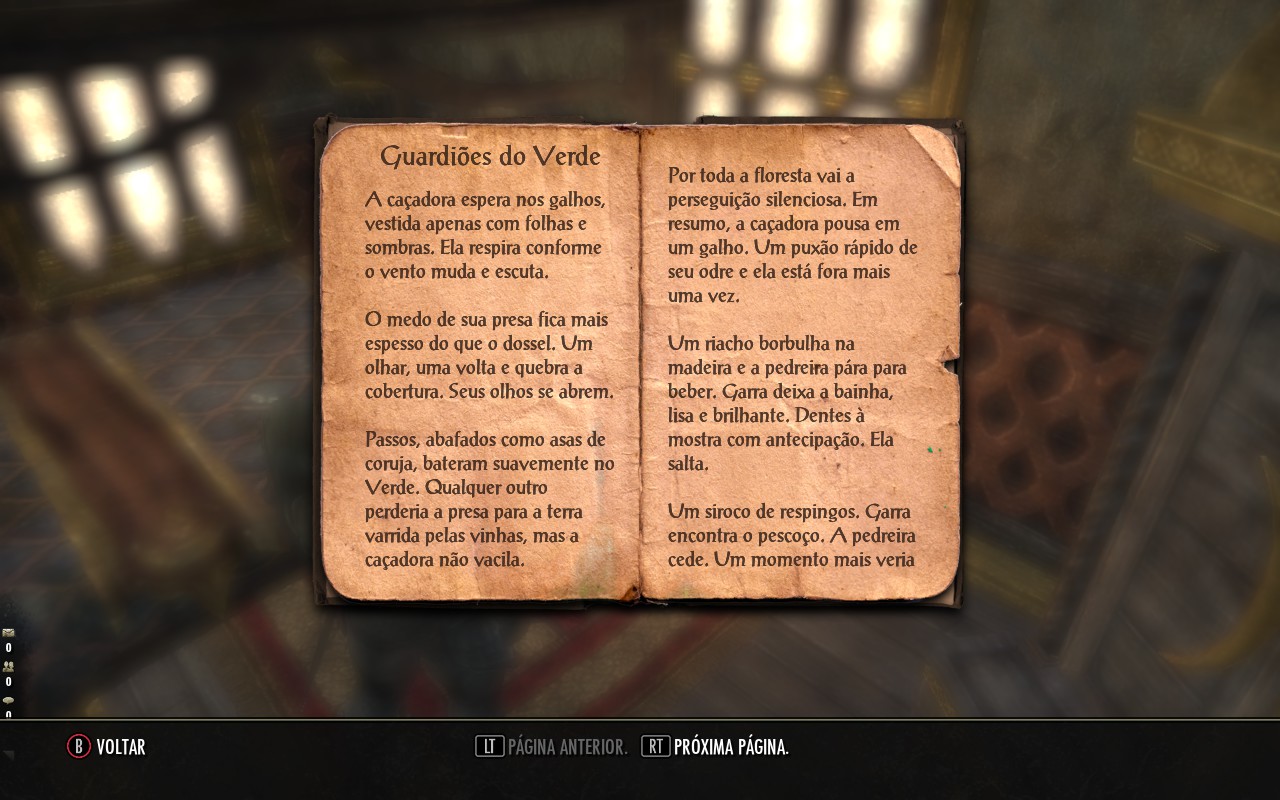 Guardiões do Verde
A caçadora espera nos galhos,
vestida apenas com folhas e
sombras. Ela respira conforme
o vento muda e escuta.
O medo de sua presa fica mais
espesso do que o dossel. Um
olhar, uma volta e quebra a
cobertura. Seus olhos se abrem.
Passos, abafados como asas de
coruja, bateram suavemente no
Verde. Qualquer outro
perderia a presa para a terra
varrida pelas vinhas, mas a
caçadora não vacila.
Por toda a floresta vai a
perseguição silenciosa. Em
resumo, a caçadora pousa em
um galho. Um puxão rápido de
seu odre e ela está fora mais
uma vez.
Um riacho borbulha na
madeira e a pedreira pára para
beber. Garra deixa a bainha,
lisa e brilhante. Dentes à
mostra com antecipação. Ela
salta.
Um siroco de respingos. Garra
encontra o pescoço. A pedreira
cede. Um momento mais veria
0
0
0
B VOLTAR
LT PÁGINA ANTERIOR. RT PRÓXIMA PÁGINA.